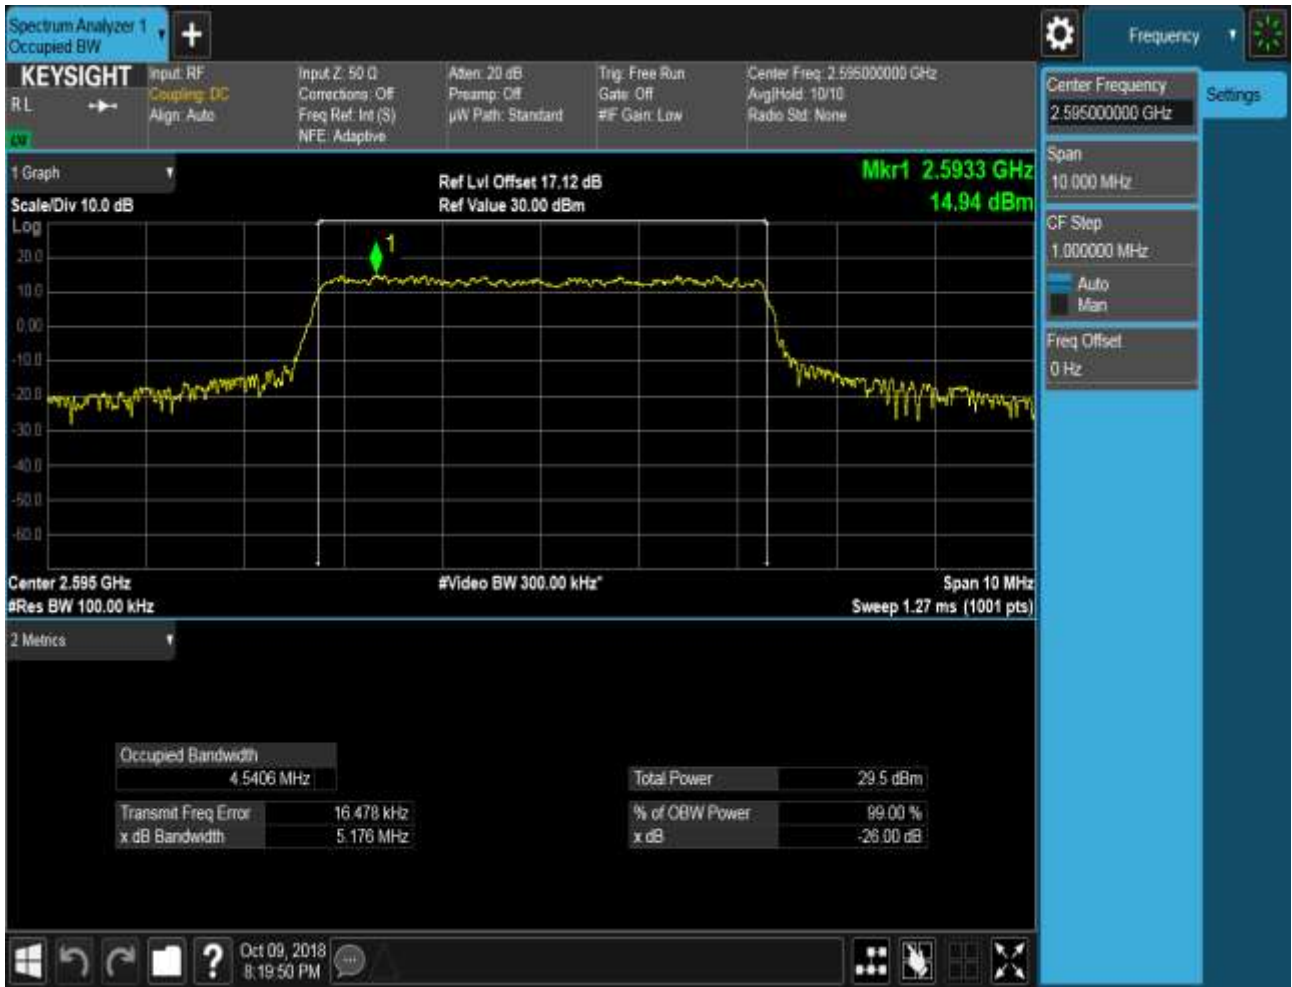 Spectrum Analyzer 1
Occupied BW
Frequency
KEYSIGHT
R L
Input: RF
Coupling: DC
Align: Auto
Input Z: 50 Ω
Corrections: Off
Freq Ref: Int (S)
NFE: Adaptive
Atten: 20 dB
Preamp: Off
µW Path: Standard
Trig: Free Run
Gate: Off
#IF Gain: Low
Center Freq: 2.595000000 GHz
Avg|Hold: 10/10
Radio Std: None
Center Frequency
2.595000000 GHz
Settings
Span
10.000 MHz
CF Step
1.000000 MHz
Auto
Man
Freq Offset
0 Hz
1 Graph
Scale/Div 10.0 dB
Ref Lvl Offset 17.12 dB
Ref Value 30.00 dBm
Mkr1 2.5933 GHz
14.94 dBm
Log
20.0
10.0
0.00
-10.0
-20.0
-30.0
-40.0
-50.0
-60.0
1
Center 2.595 GHz
#Res BW 100.00 kHz
#Video BW 300.00 kHz*
Span 10 MHz
Sweep 1.27 ms (1001 pts)
2 Metrics
Occupied Bandwidth
4.5406 MHz
Total Power 29.5 dBm
Transmit Freq Error 16.478 kHz
% of OBW Power 99.00 %
x dB Bandwidth 5.176 MHz
x dB -26.00 dB
?
Oct 09, 2018
8:19:50 PM